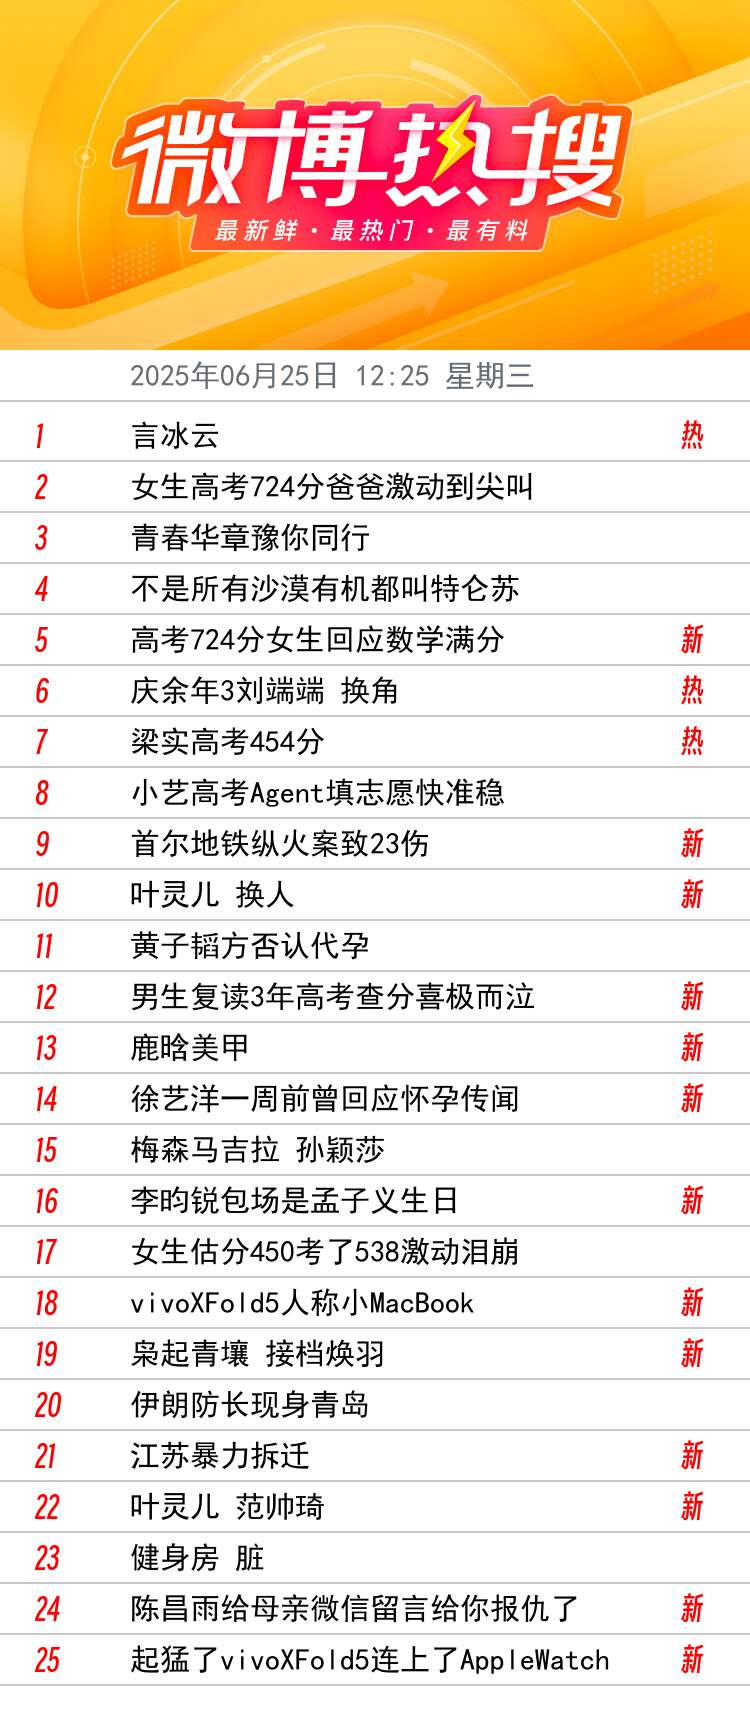 微博热搜
最新鲜·最热门·最有料
2025年06月25日 12:25 星期三
1 言冰云 热
2 女生高考724分爸爸激动到尖叫
3 青春华章豫你同行
4 不是所有沙漠有机都叫特仑苏
5 高考724分女生回应数学满分 新
6 庆余年3刘端端 换角 热
7 梁实高考454分 热
8 小艺高考Agent填志愿快准稳
9 首尔地铁纵火案致23伤 新
10 叶灵儿 换人 新
11 黄子韬方否认代孕
12 男生复读3年高考查分喜极而泣 新
13 鹿晗美甲 新
14 徐艺洋一周前曾回应怀孕传闻 新
15 梅森马吉拉 孙颖莎
16 李昀锐包场是孟子义生日 新
17 女生估分450考了538激动泪崩
18 vivoXFold5人称小MacBook 新
19 枭起青壤 接档焕羽 新
20 伊朗防长现身青岛
21 江苏暴力拆迁 新
22 叶灵儿 范帅琦 新
23 健身房 脏
24 陈昌雨给母亲微信留言给你报仇了 新
25 起猛了vivoXFold5连上了AppleWatch 新